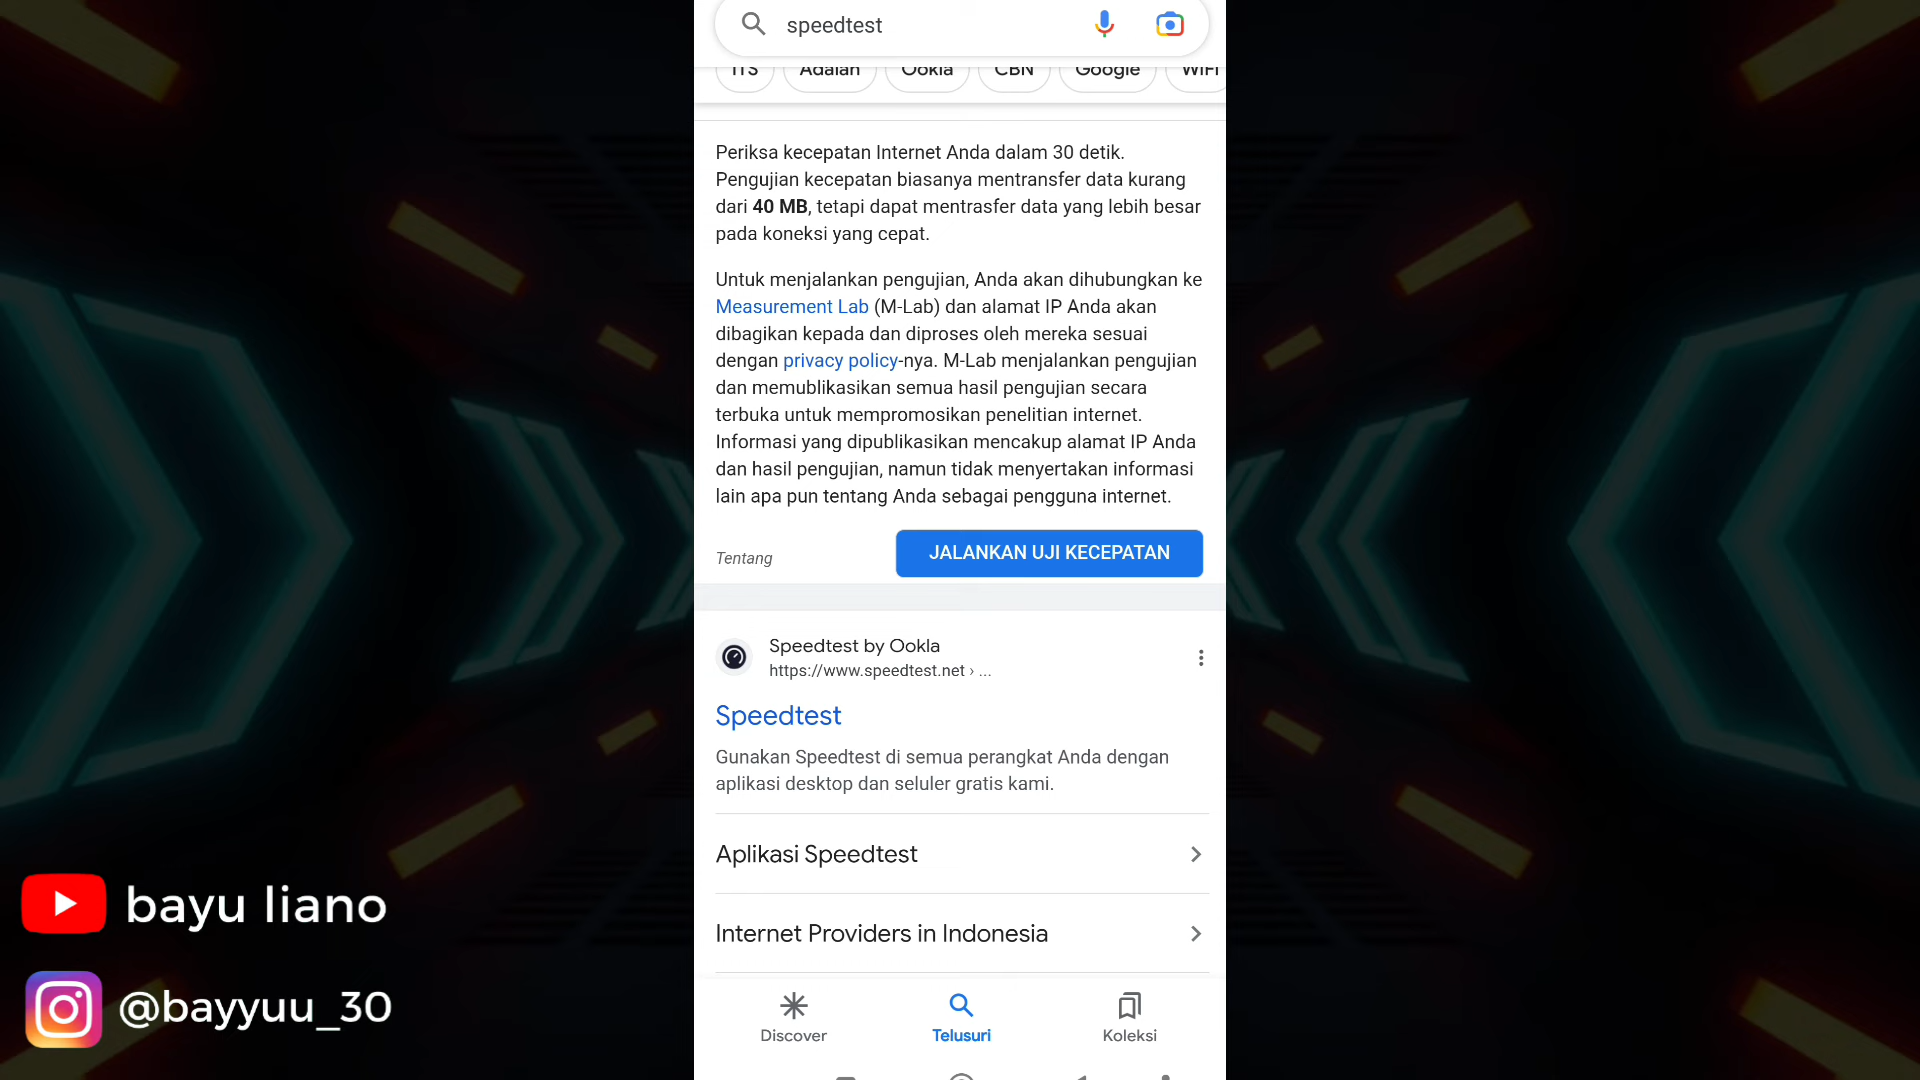 speedtest
ITS Adalah Ookla CBN Google WiFi
Periksa kecepatan Internet Anda dalam 30 detik.
Pengujian kecepatan biasanya mentransfer data kurang
dari 40 MB, tetapi dapat mentrasfer data yang lebih besar
pada koneksi yang cepat.
Untuk menjalankan pengujian, Anda akan dihubungkan ke
Measurement Lab (M-Lab) dan alamat IP Anda akan
dibagikan kepada dan diproses oleh mereka sesuai
dengan privacy policy-nya. M-Lab menjalankan pengujian
dan memublikasikan semua hasil pengujian secara
terbuka untuk mempromosikan penelitian internet.
Informasi yang dipublikasikan mencakup alamat IP Anda
dan hasil pengujian, namun tidak menyertakan informasi
lain apa pun tentang Anda sebagai pengguna internet.
Tentang
JALANKAN UJI KECEPATAN
Speedtest by Ookla
https://www.speedtest.net › ...
Speedtest
Gunakan Speedtest di semua perangkat Anda dengan
aplikasi desktop dan seluler gratis kami.
Aplikasi Speedtest
Internet Providers in Indonesia
Discover Telusuri Koleksi
bayu liano
@bayyuu_30